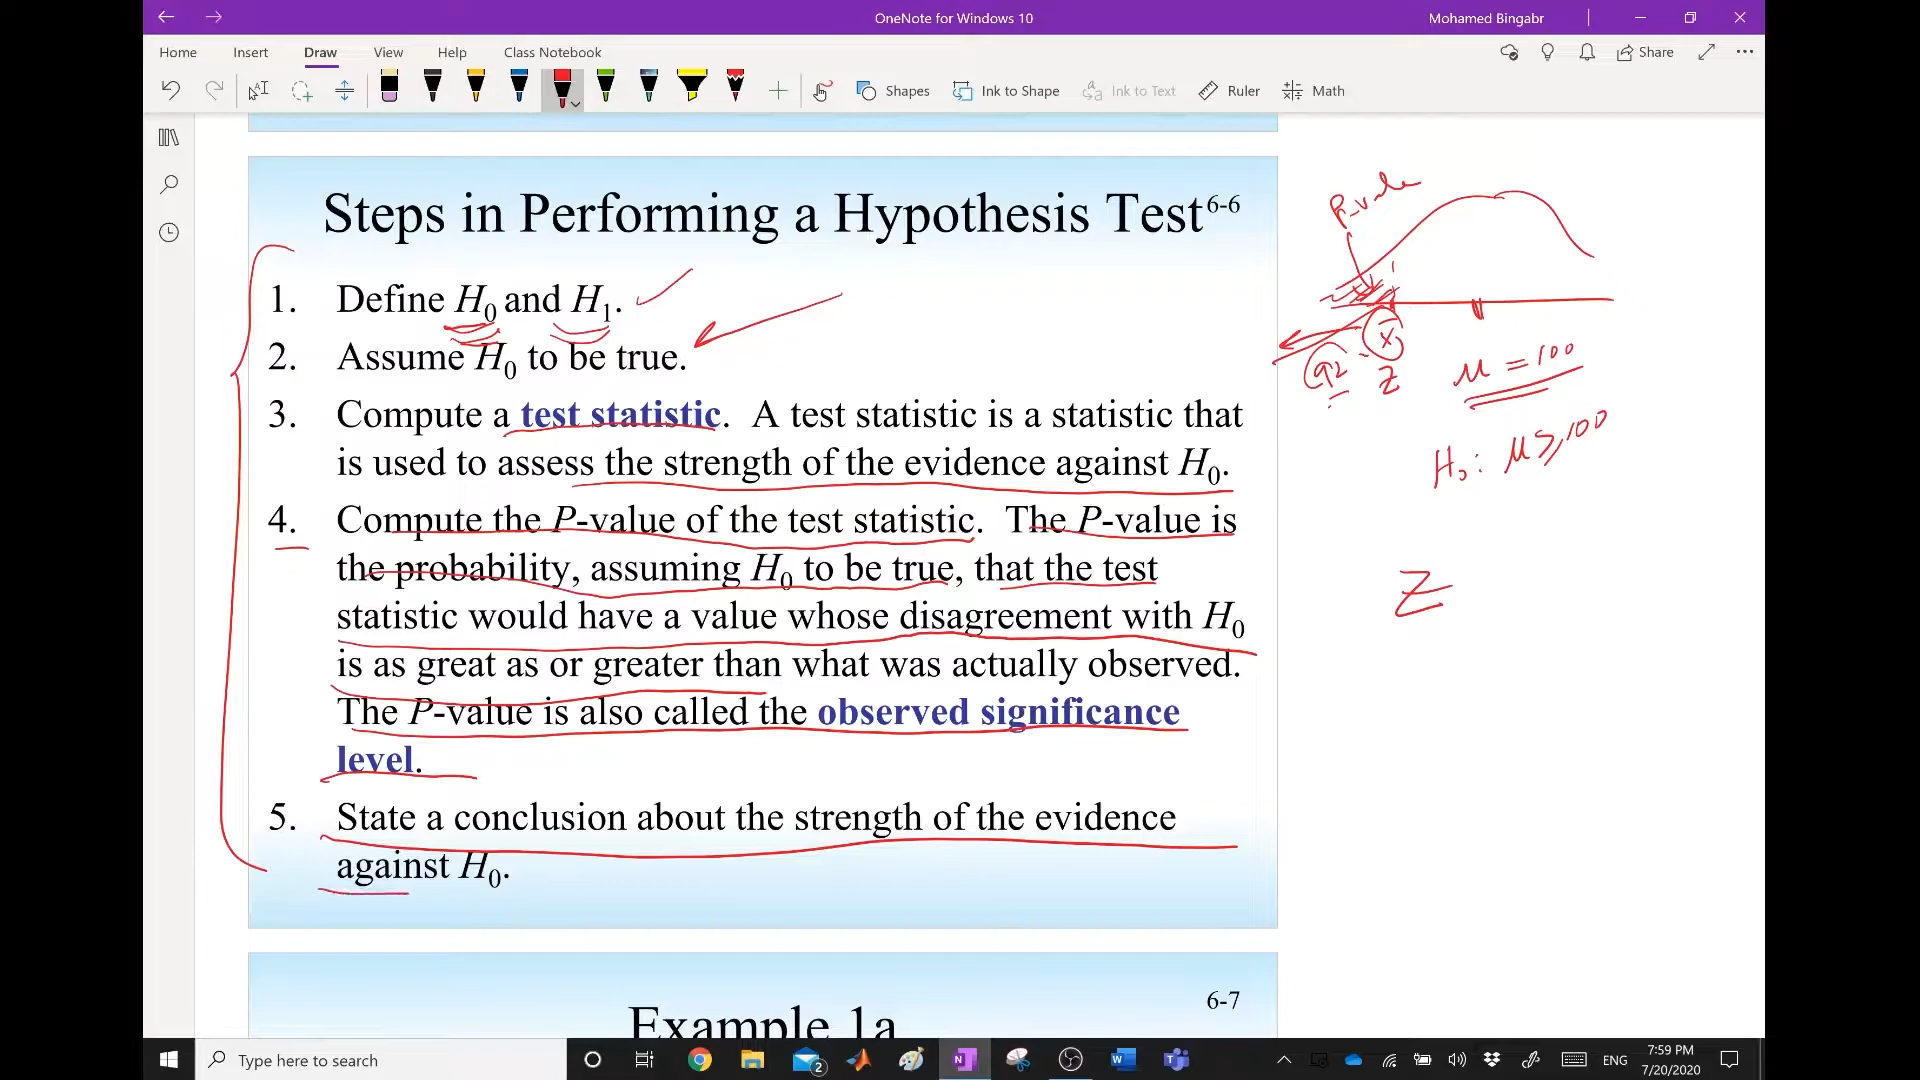 OneNote for Windows 10
Mohamed Bingabr
Home Insert Draw View Help Class Notebook
Share
Shapes Ink to Shape Ink to Text Ruler Math
Steps in Performing a Hypothesis Test 6-6
1. Define H0 and H1.
2. Assume H0 to be true.
3. Compute a test statistic. A test statistic is a statistic that
is used to assess the strength of the evidence against H0.
4. Compute the P-value of the test statistic. The P-value is
the probability, assuming H0 to be true, that the test
statistic would have a value whose disagreement with H0
is as great as or greater than what was actually observed.
The P-value is also called the observed significance
level.
5. State a conclusion about the strength of the evidence
against H0.
92 x̄
z
μ = 100
H0: μ ≥ 100
Z
6-7
Example 1a
Type here to search
2
ENG
7:59 PM
7/20/2020